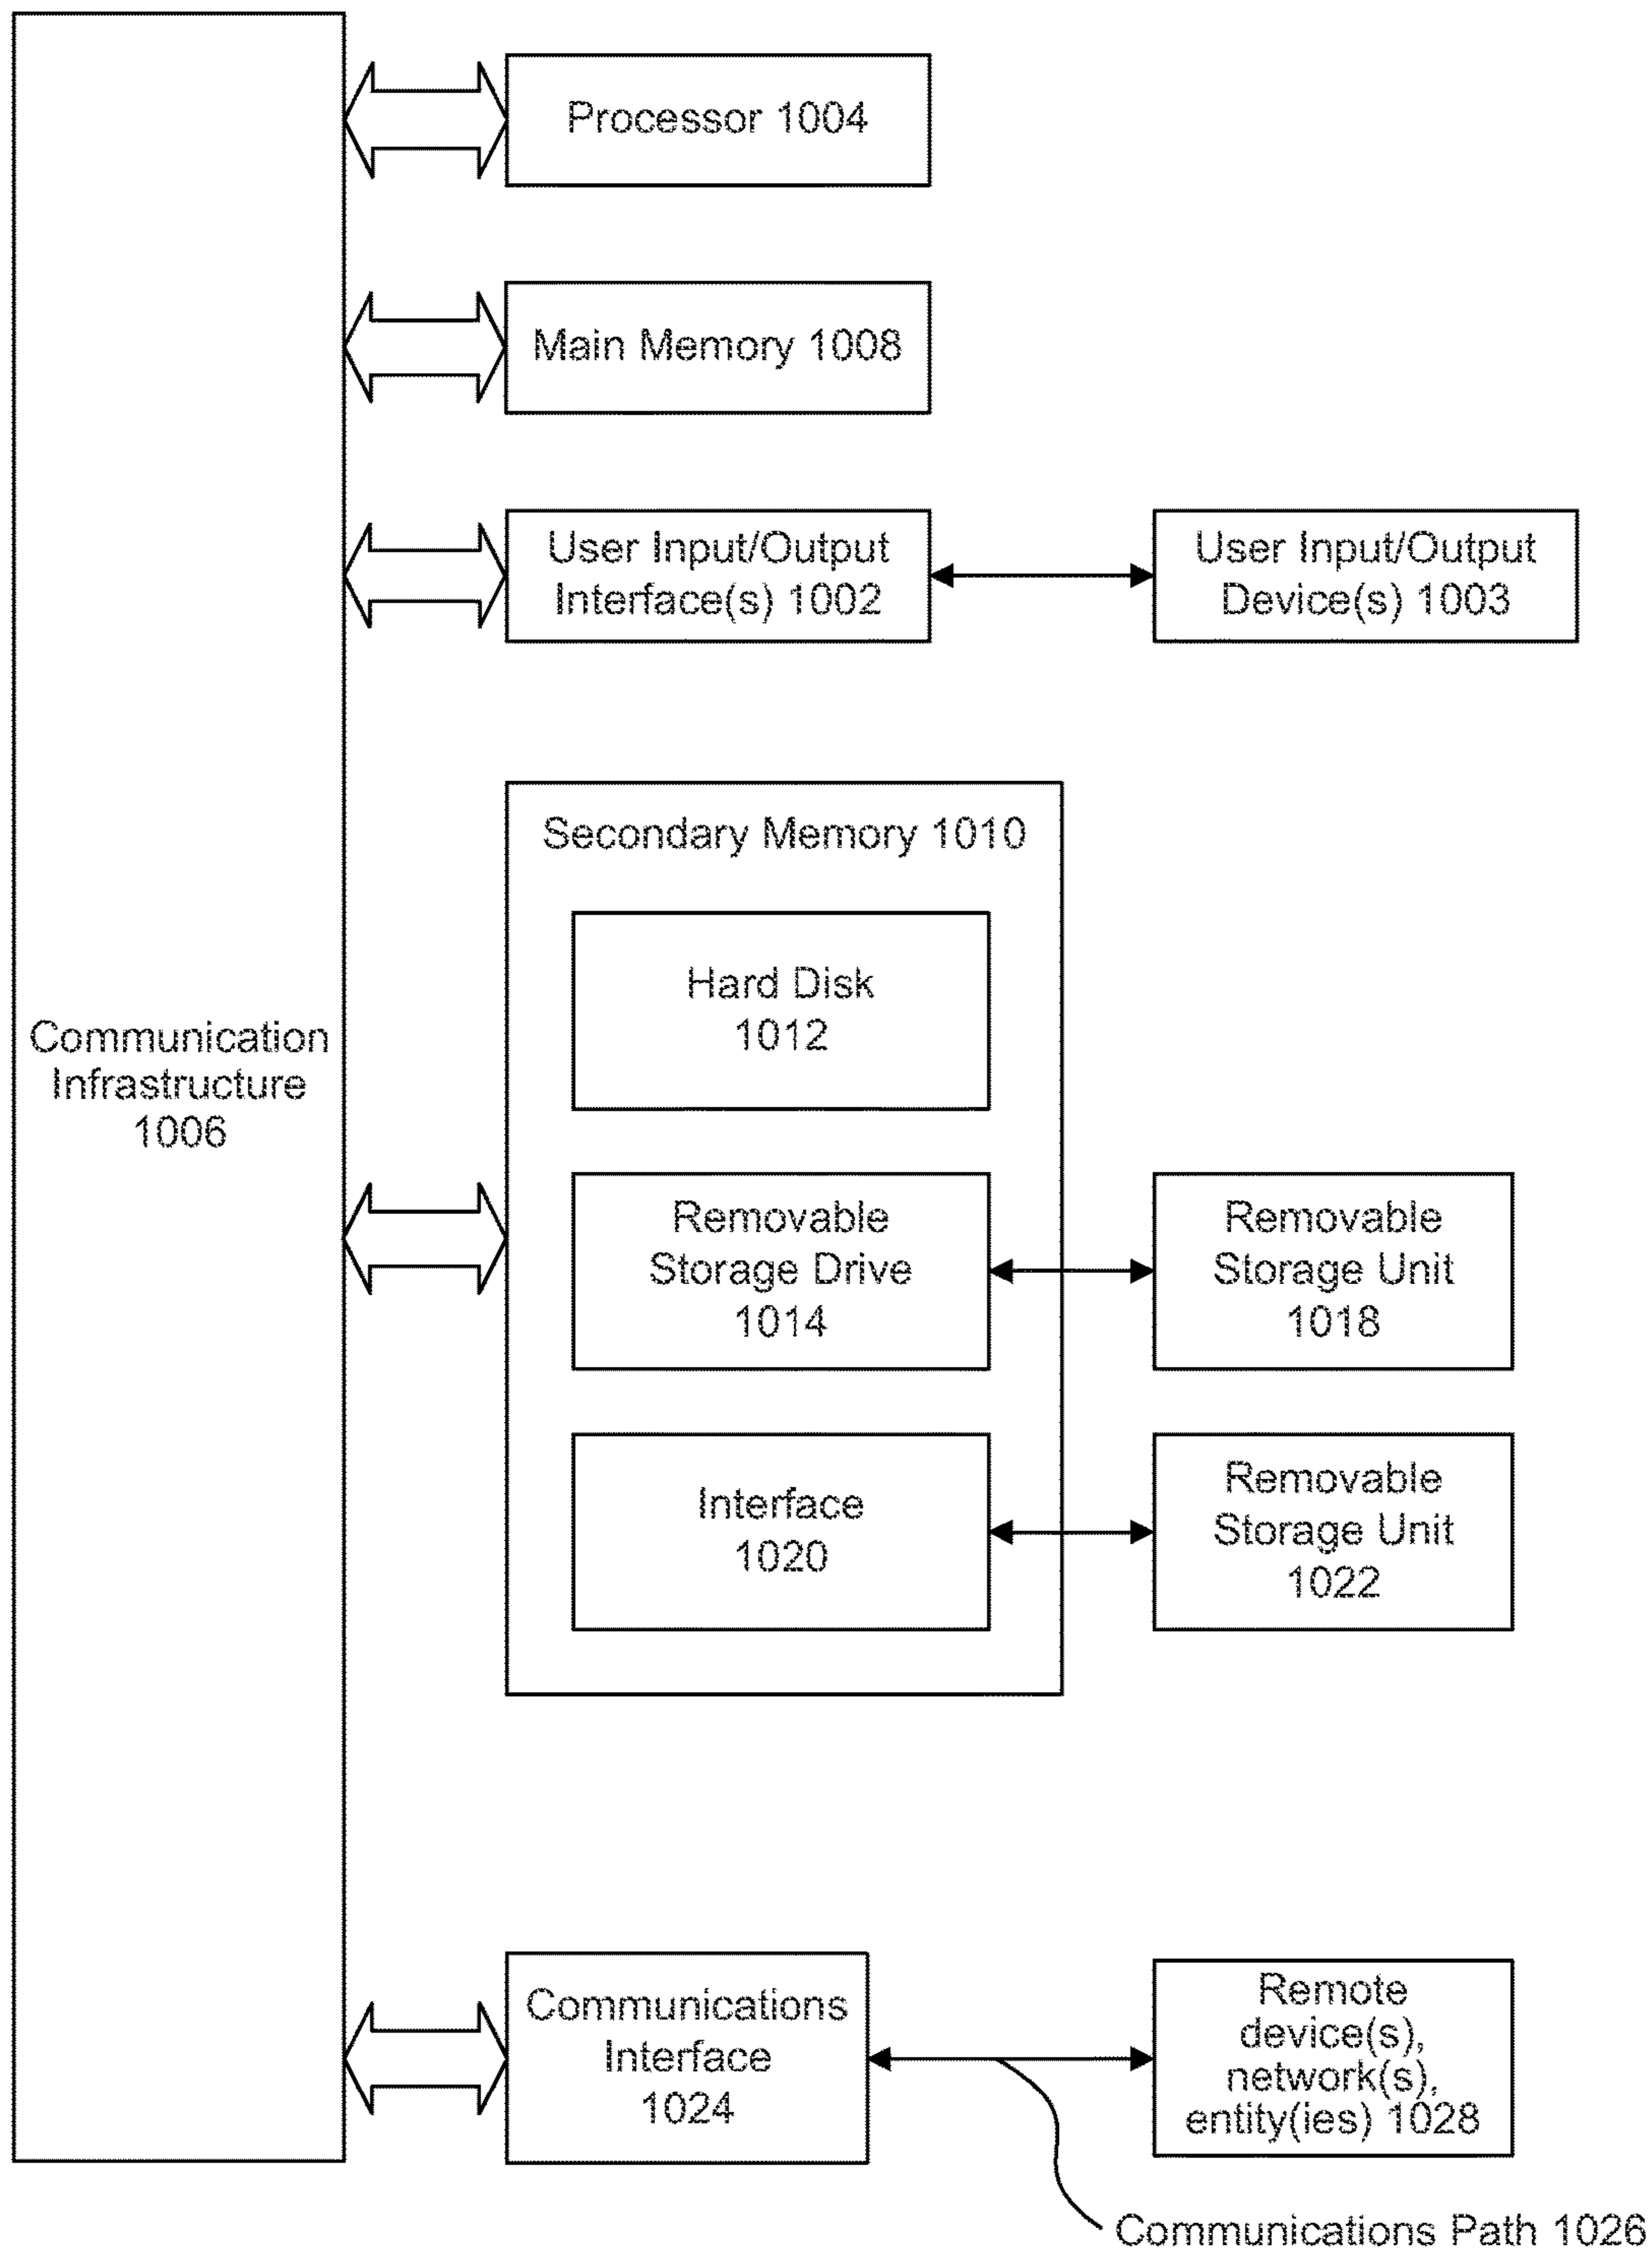 Processor 1004
Main Memory 1008
User Input/Output
Interface(s) 1002
User Input/Output
Device(s) 1003
Secondary Memory 1010
Hard Disk
1012
Communication
Infrastructure
1006
Removable
Storage Drive
1014
Removable
Storage Unit
1018
Interface
1020
Removable
Storage Unit
1022
Communications
Interface
1024
Remote
device(s),
network(s),
entity(ies) 1028
Communications Path 1026